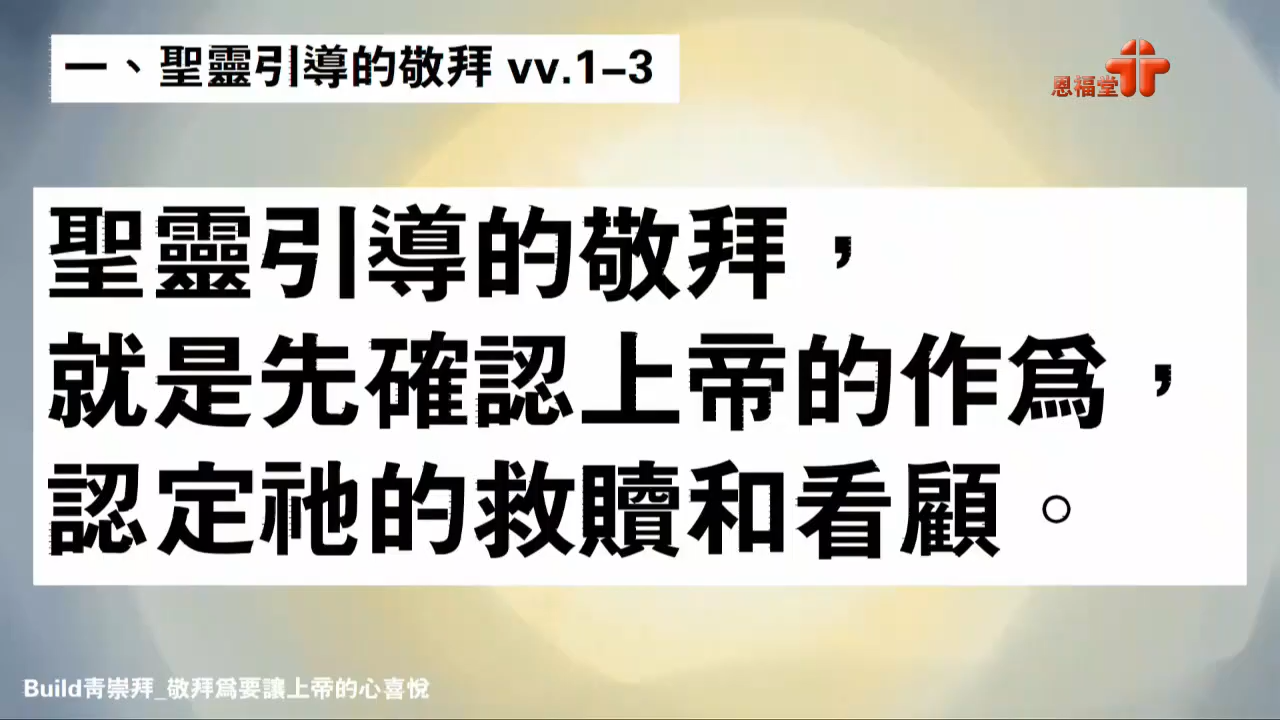 一、聖靈引導的敬拜 vv.1-3
恩福堂
聖靈引導的敬拜，
就是先確認上帝的作爲，
認定祂的救贖和看顧。
Build青崇拜_敬拜爲要讓上帝的心喜悅